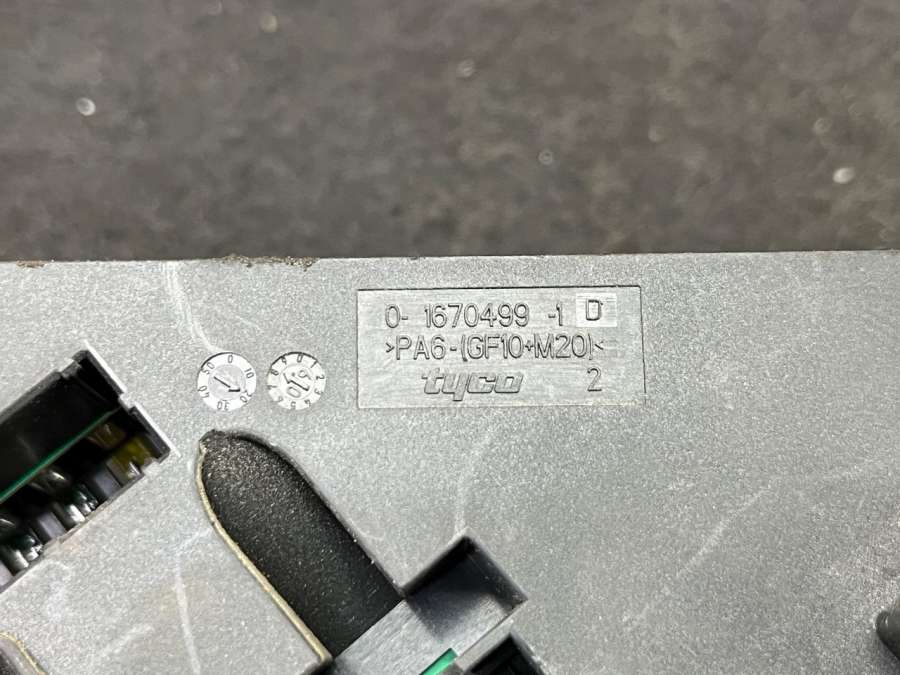 0- 1670499 -1 D
>PA6-(GF10+M20)<
tyco 2